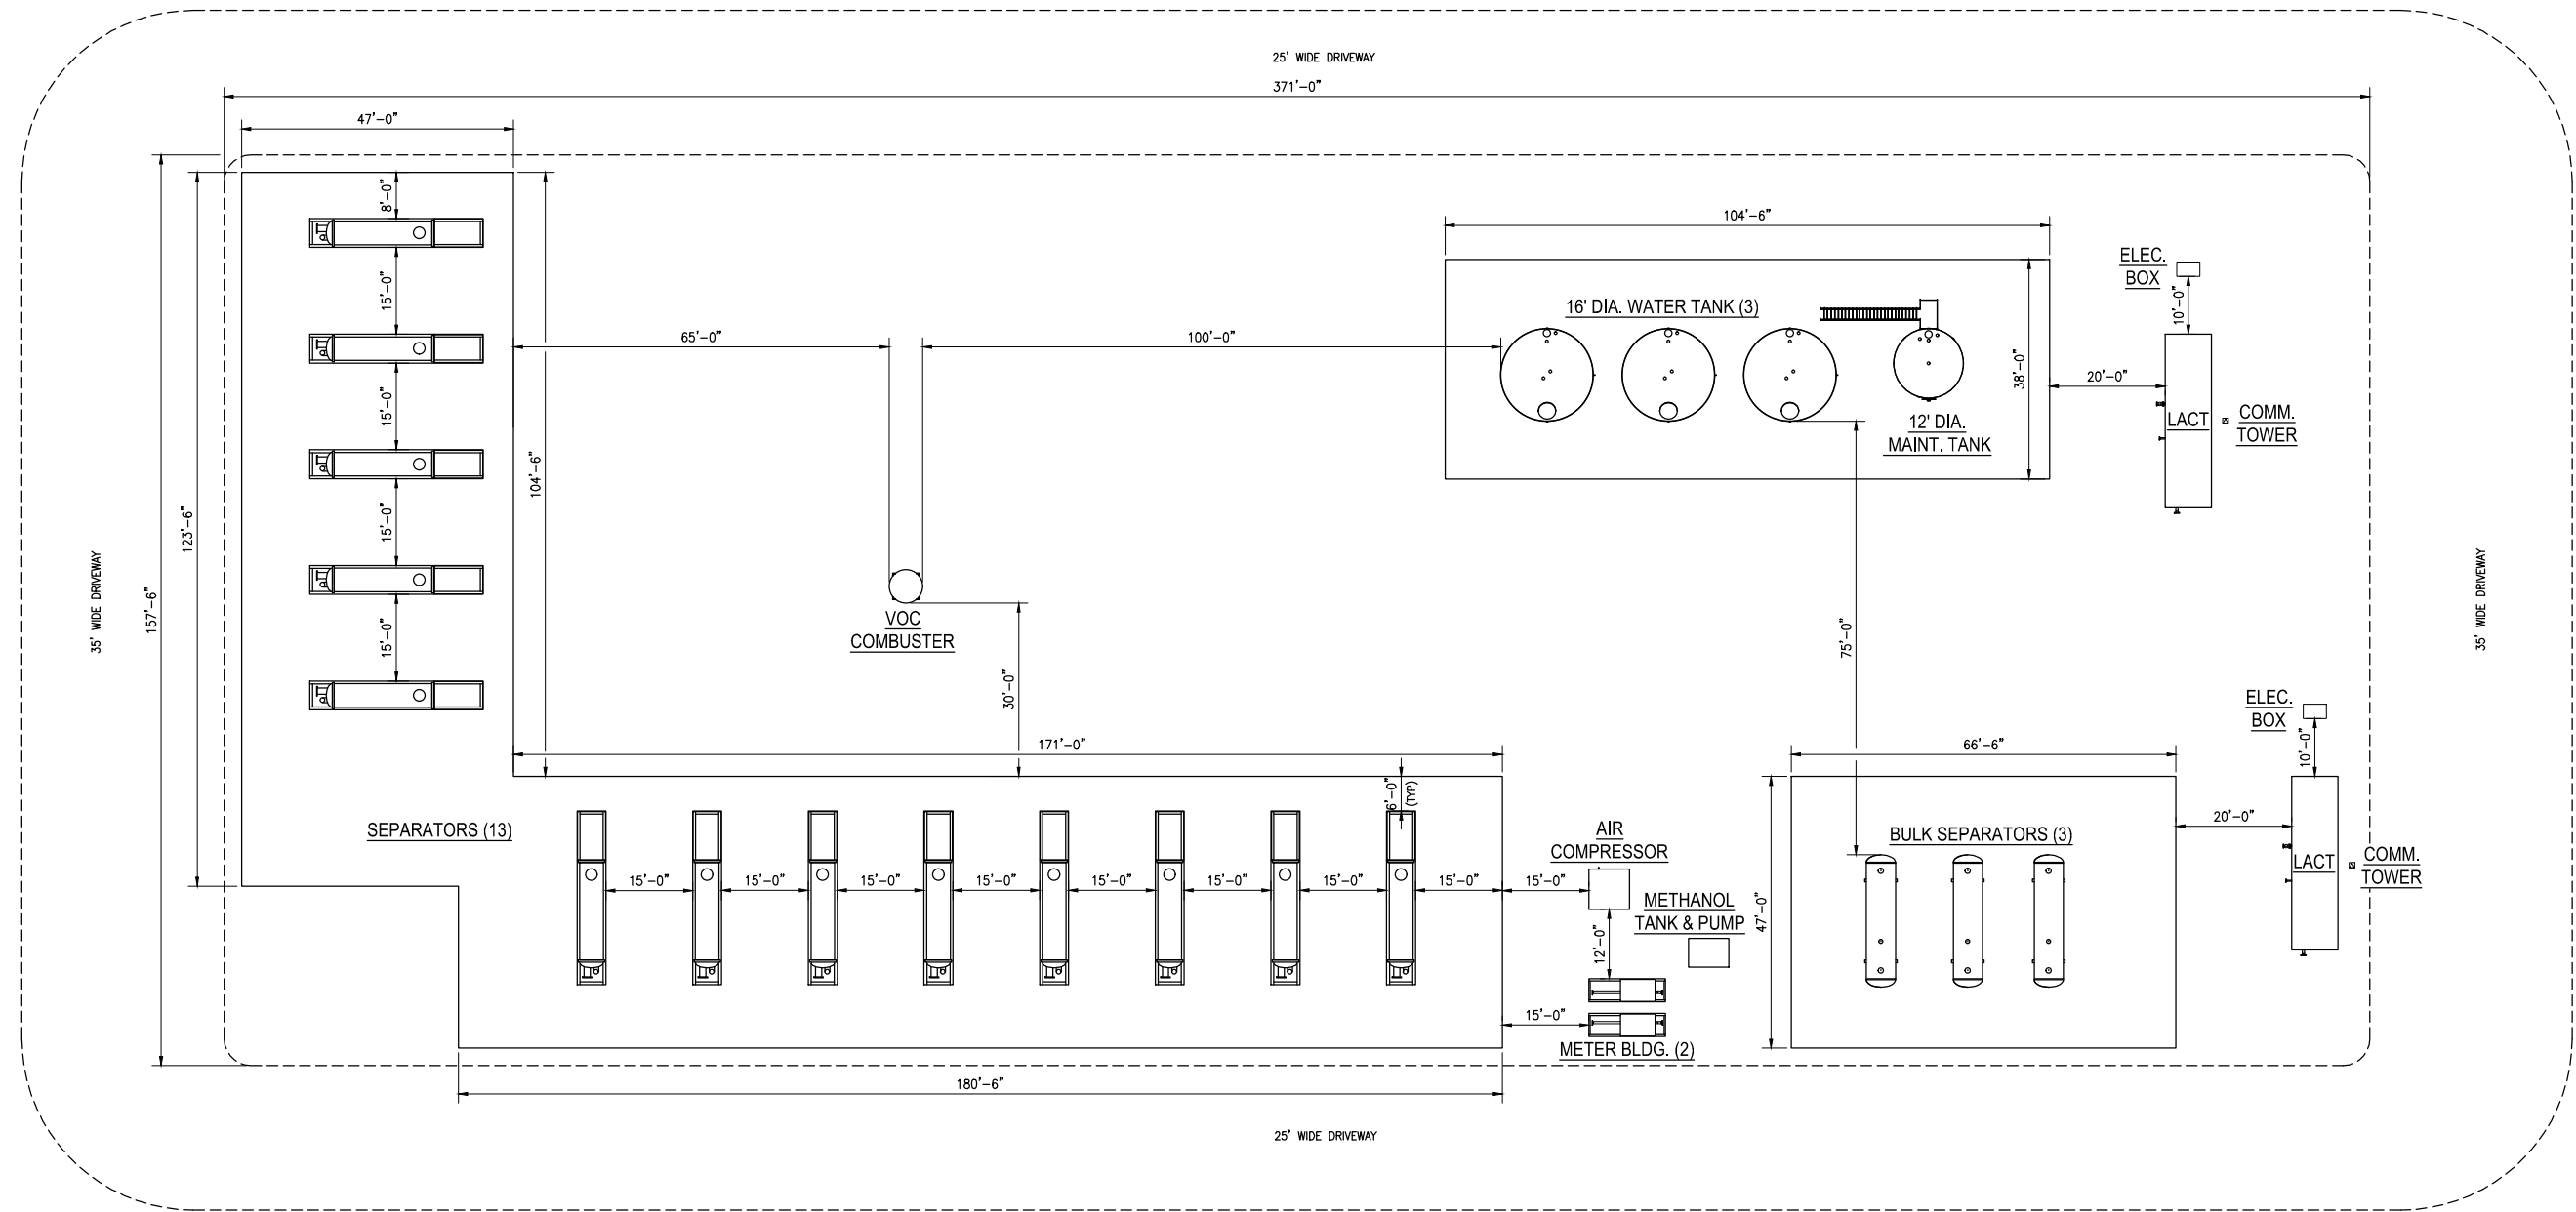 25' WIDE DRIVEWAY
371'-0"
47'-0"
8'-0"
15'-0"
15'-0"
15'-0"
15'-0"
123'-6"
157'-6"
35' WIDE DRIVEWAY
104'-6"
65'-0"
100'-0"
VOC
COMBUSTER
30'-0"
104'-6"
16' DIA. WATER TANK (3)
12' DIA.
MAINT. TANK
38'-0"
20'-0"
ELEC.
BOX
10'-0"
LACT
COMM.
TOWER
75'-0"
35' WIDE DRIVEWAY
171'-0"
6'-0"
(TYP)
SEPARATORS (13)
15'-0"
15'-0"
15'-0"
15'-0"
15'-0"
15'-0"
15'-0"
15'-0"
15'-0"
AIR
COMPRESSOR
METHANOL
TANK & PUMP
12'-0"
15'-0"
METER BLDG. (2)
180'-6"
66'-6"
47'-0"
BULK SEPARATORS (3)
20'-0"
ELEC.
BOX
10'-0"
LACT
COMM.
TOWER
25' WIDE DRIVEWAY